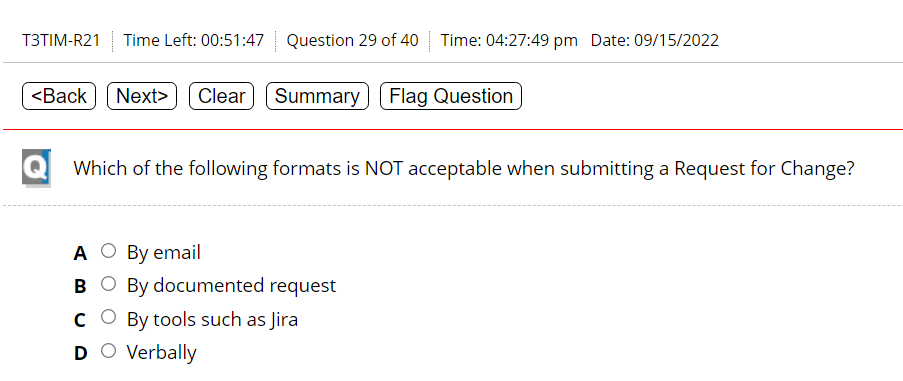 T3TIM-R21 Time Left: 00:51:47 Question 29 of 40 Time: 04:27:49 pm Date: 09/15/2022
<Back Next> Clear Summary Flag Question
Q Which of the following formats is NOT acceptable when submitting a Request for Change?
A By email
B By documented request
C By tools such as Jira
D Verbally